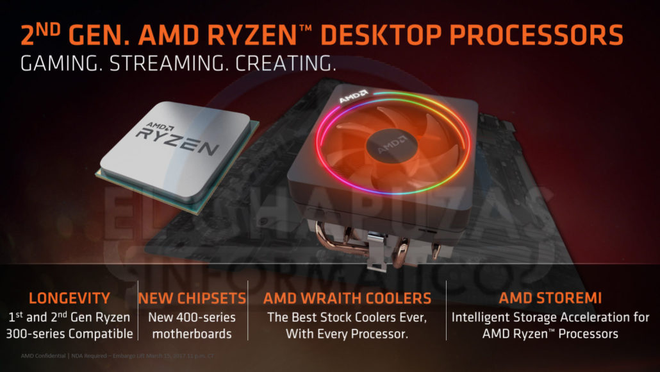 2ND GEN. AMD RYZEN™ DESKTOP PROCESSORS
GAMING. STREAMING. CREATING.
AMD
RYZEN
AMD
AMD
EL CHAPUZAS
INFORMÁTICO
LONGEVITY
1st and 2nd Gen Ryzen
300-series Compatible
NEW CHIPSETS
New 400-series
motherboards
AMD WRAITH COOLERS
The Best Stock Coolers Ever,
With Every Processor.
AMD STOREMI
Intelligent Storage Acceleration for
AMD Ryzen™ Processors
AMD Confidential | NDA Required